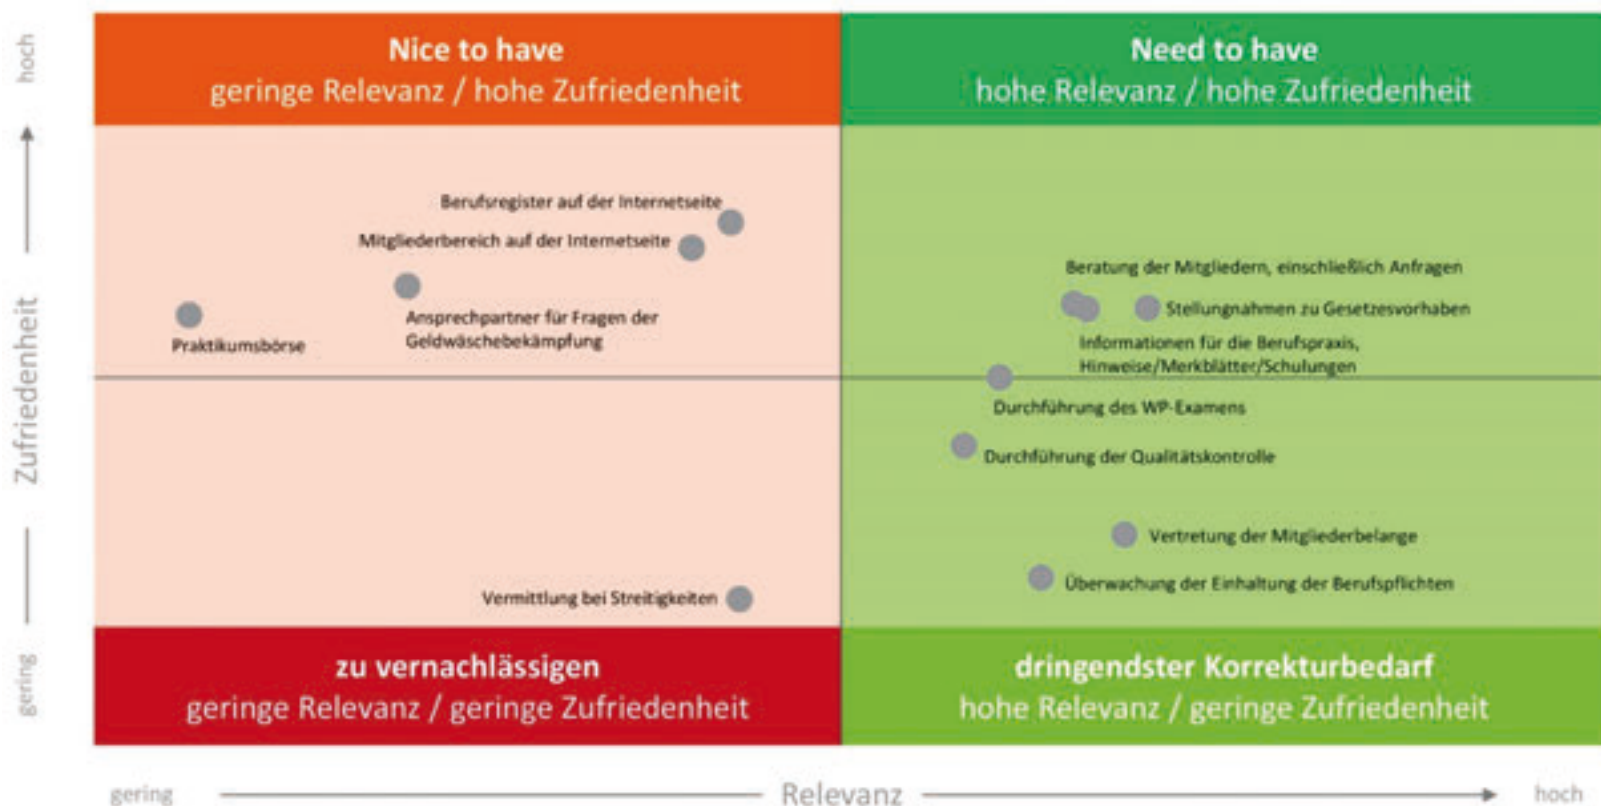 hoch
Nice to have
geringe Relevanz / hohe Zufriedenheit
Need to have
hohe Relevanz / hohe Zufriedenheit
Zufriedenheit
Berufsregister auf der Internetseite
Mitgliederbereich auf der Internetseite
Ansprechpartner für Fragen der
Geldwäschebekämpfung
Praktikumsbörse
Beratung der Mitgliedern, einschließlich Anfragen
Stellungnahmen zu Gesetzesvorhaben
Informationen für die Berufspraxis,
Hinweise/Merkblätter/Schulungen
Durchführung des WP-Examens
Durchführung der Qualitätskontrolle
Vertretung der Mitgliederbelange
Überwachung der Einhaltung der Berufspflichten
Vermittlung bei Streitigkeiten
gering
zu vernachlässigen
geringe Relevanz / geringe Zufriedenheit
dringendster Korrekturbedarf
hohe Relevanz / geringe Zufriedenheit
gering
Relevanz
hoch